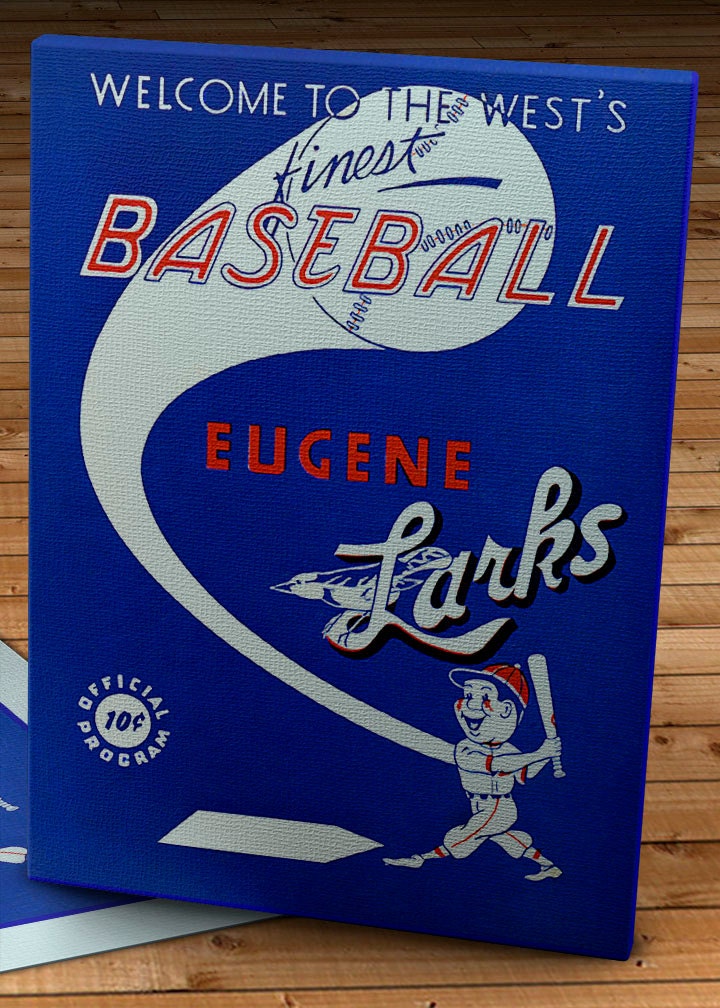 WELCOME TO THE WEST'S
finest
BASEBALL
EUGENE
Larks
OFFICIAL
10¢
PROGRAM